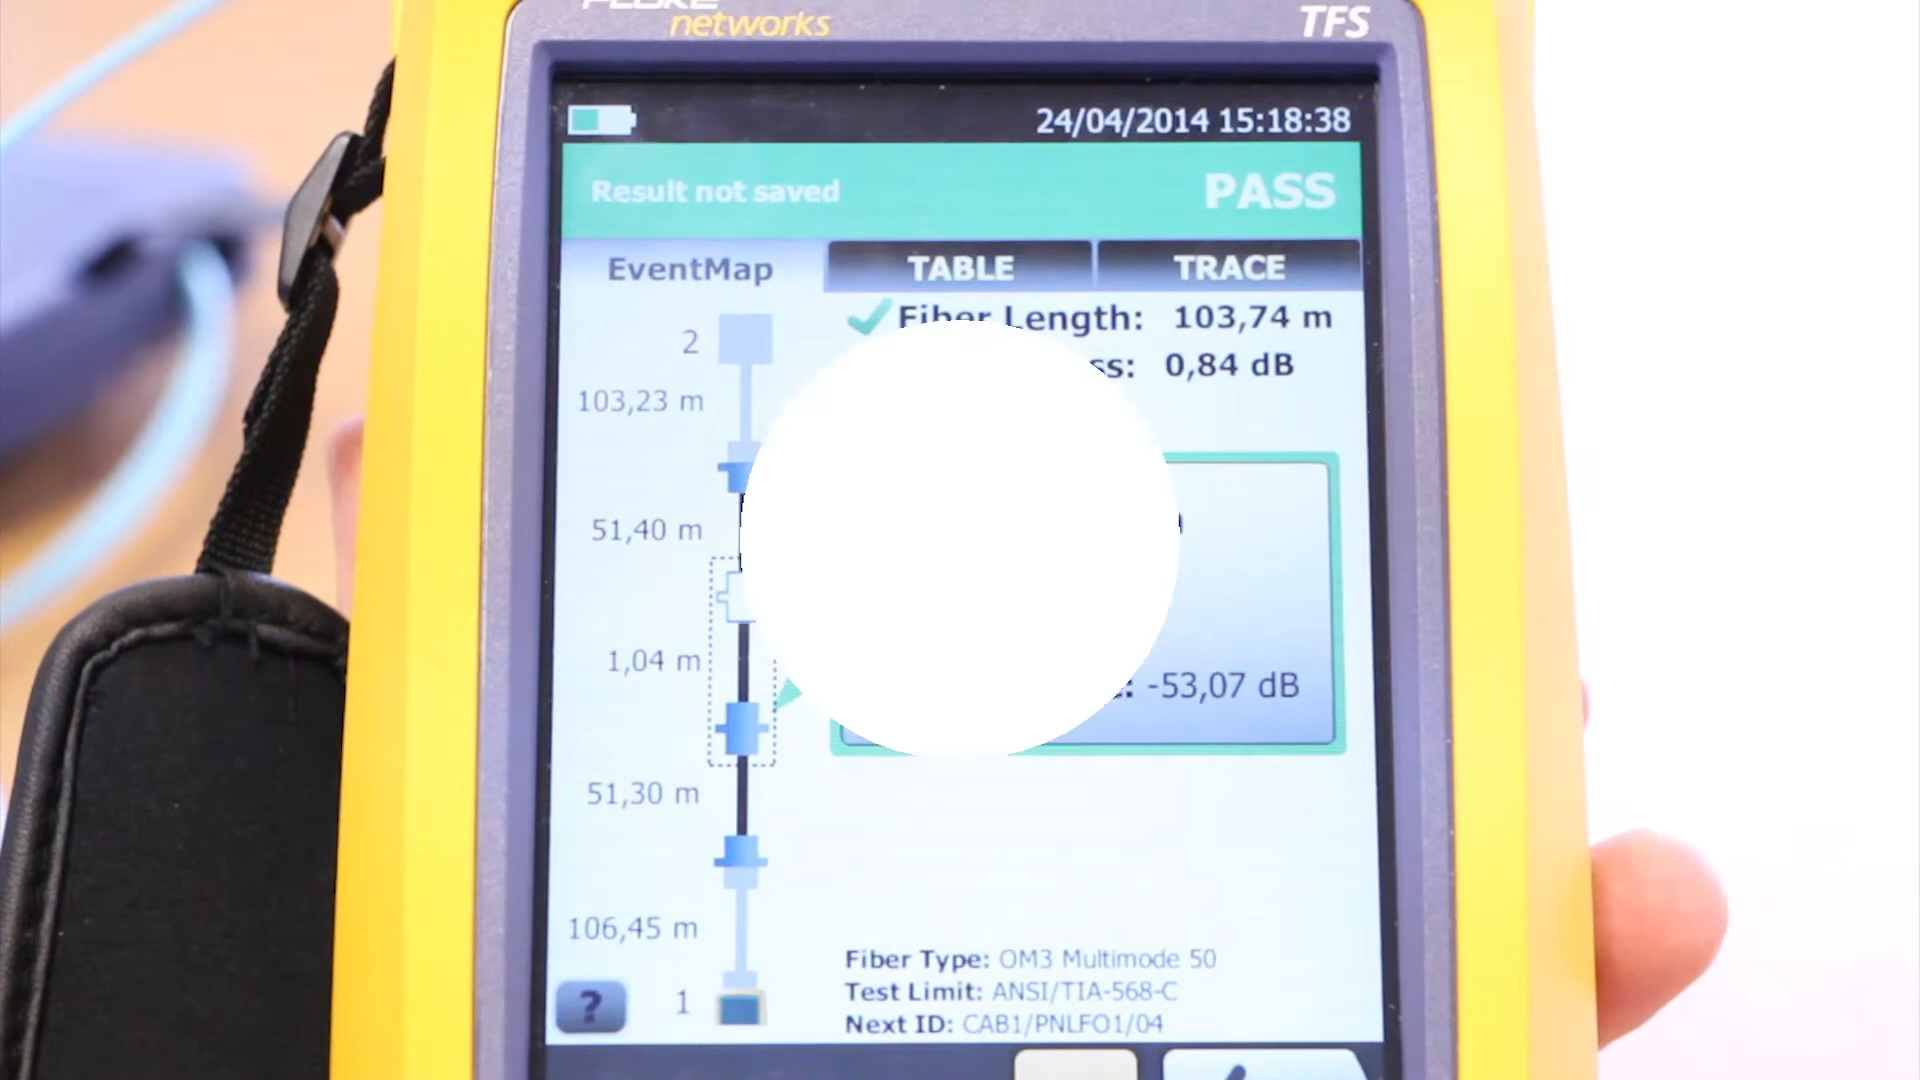 networks
TFS
24/04/2014 15:18:38
Result not saved
PASS
EventMap
TABLE
TRACE
Fiber Length: 103,74 m
0,84 dB
2
103,23 m
51,40 m
1,04 m
-53,07 dB
51,30 m
106,45 m
1
?
Fiber Type: OM3 Multimode 50
Test Limit: ANSI/TIA-568-C
Next ID: CAB1/PNLFO1/04